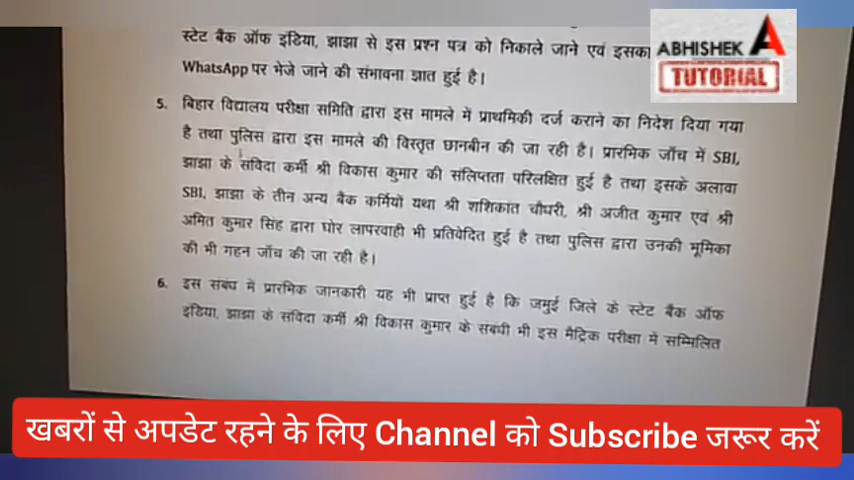 स्टेट बैंक ऑफ इंडिया, झाझा से इस प्रश्न पत्र को निकाले जाने एवं इसका
WhatsApp पर भेजे जाने की संभावना ज्ञात हुई है।
ABHISHEK A
TUTORIAL
5. बिहार विद्यालय परीक्षा समिति द्वारा इस मामले में प्राथमिकी दर्ज कराने का निदेश दिया गया
है तथा पुलिस द्वारा इस मामले की विस्तृत छानबीन की जा रही है। प्रारंभिक जाँच में SBI,
झाझा के संविदा कर्मी श्री विकास कुमार की संलिप्तता परिलक्षित हुई है तथा इसके अलावा
SBI, झाझा के तीन अन्य बैंक कर्मियों यथा श्री शशिकांत चौधरी, श्री अजीत कुमार एवं श्री
अमित कुमार सिंह द्वारा घोर लापरवाही भी प्रतिवेदित हुई है तथा पुलिस द्वारा उनकी भूमिका
की भी गहन जाँच की जा रही है।
6. इस संबंध में प्रारंभिक जानकारी यह भी प्राप्त हुई है कि जमुई जिले के स्टेट बैंक ऑफ
इंडिया, झाझा के संविदा कर्मी श्री विकास कुमार के संबंधी भी इस मैट्रिक परीक्षा में सम्मिलित
खबरों से अपडेट रहने के लिए Channel को Subscribe जरूर करें